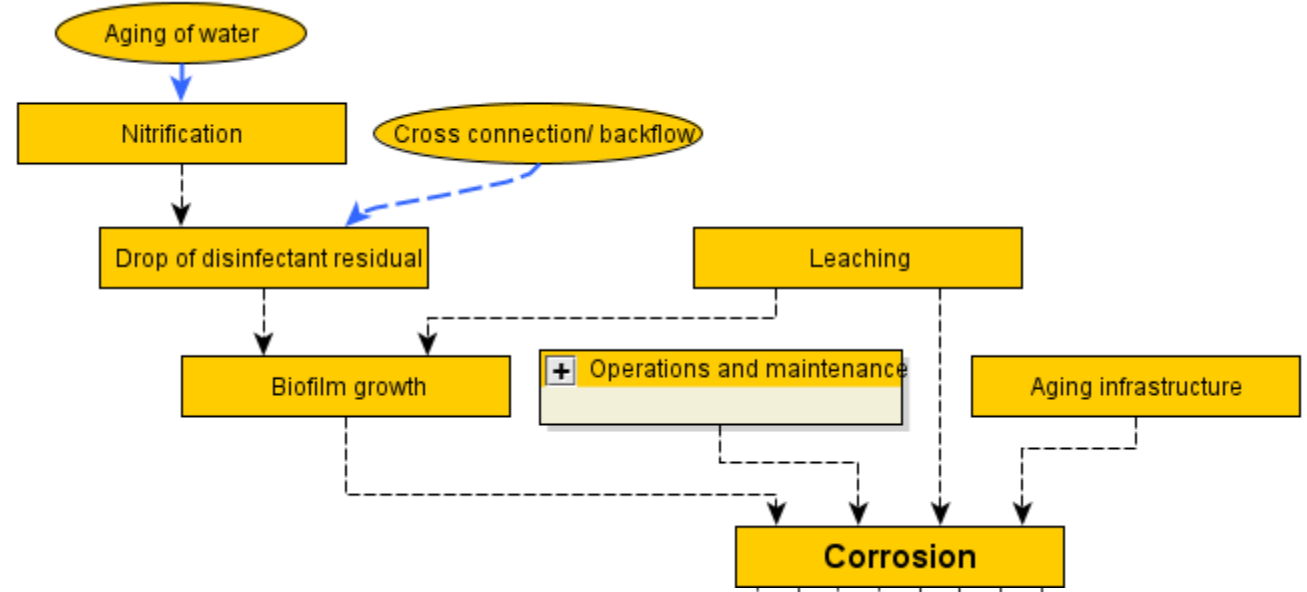 Aging of water
Nitrification
Cross connection/ backflow
Drop of disinfectant residual
Leaching
Biofilm growth
+ Operations and maintenance
Aging infrastructure
Corrosion